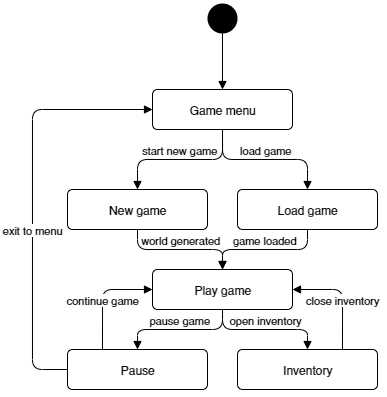 Game menu
start new game
load game
New game
Load game
exit to menu
world generated
game loaded
Play game
continue game
close inventory
pause game
open inventory
Pause
Inventory